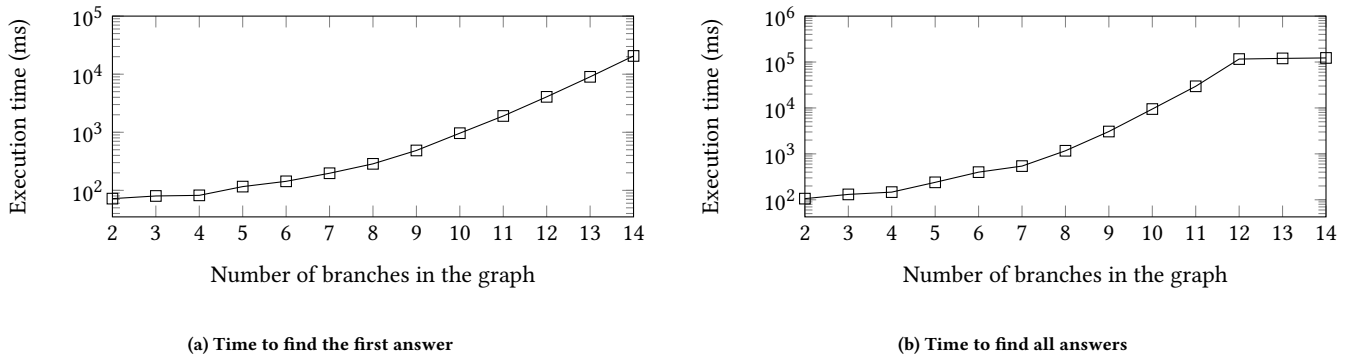 10^5
10^4
10^3
10^2
Execution time (ms)
2 3 4 5 6 7 8 9 10 11 12 13 14
Number of branches in the graph
(a) Time to find the first answer
10^6
10^5
10^4
10^3
10^2
Execution time (ms)
2 3 4 5 6 7 8 9 10 11 12 13 14
Number of branches in the graph
(b) Time to find all answers